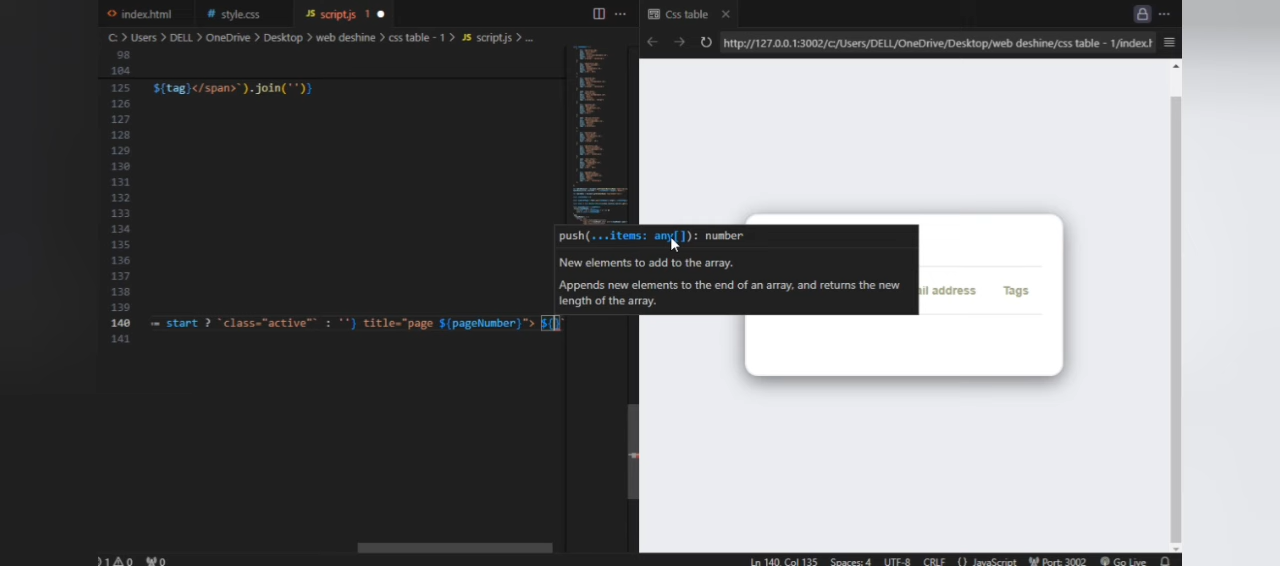 index.html
# style.css
JS script.js 1
C: > Users > DELL > OneDrive > Desktop > web deshine > css table - 1 > JS script.js > ...
98
104
125 ${tag}</span>`).join('')}
126
127
128
129
130
131
132
133
134
135
136
137
138
139
140 == start ? `class="active"` : ''} title="page ${pageNumber}"> ${}`
141
push(...items: any[]): number
New elements to add to the array.
Appends new elements to the end of an array, and returns the new
length of the array.
Css table
http://127.0.0.1:3002/c:/Users/DELL/OneDrive/Desktop/web deshine/css table - 1/index.h
ail address
Tags
1 0 0
Ln 140, Col 135 Spaces: 4 UTF-8 CRLF {} JavaScript Port: 3002 Go Live